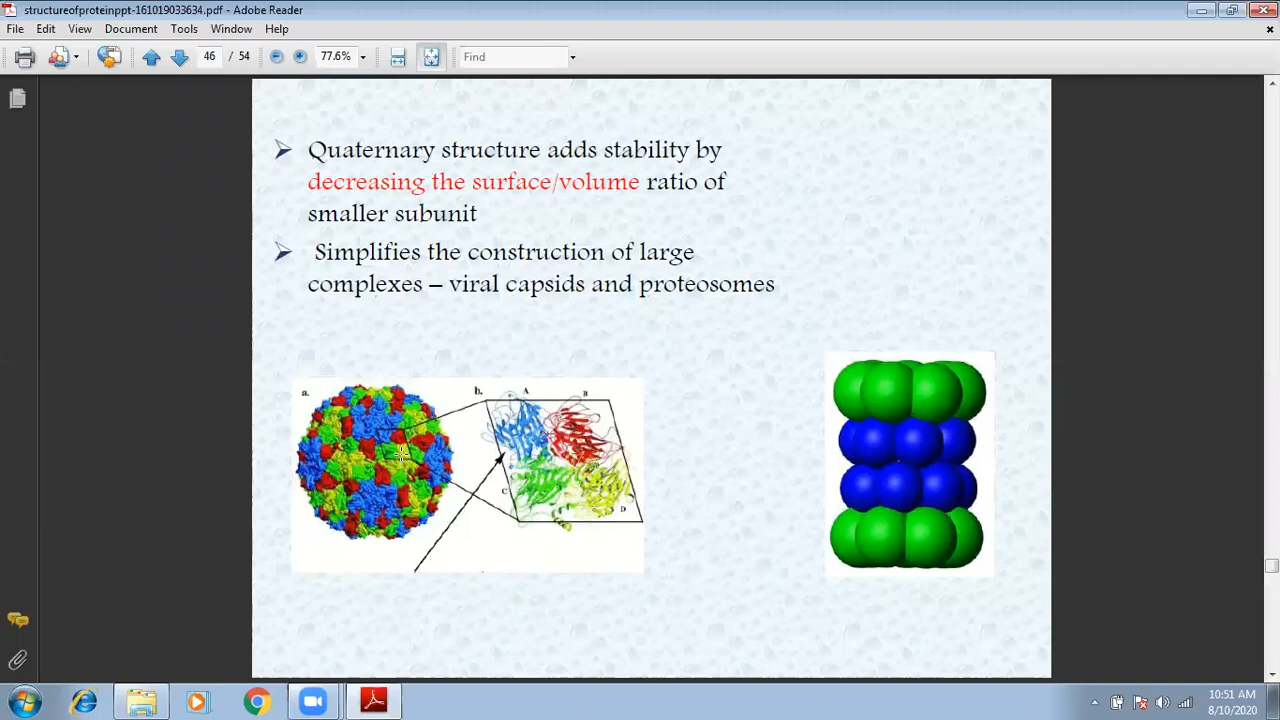 structureofproteinppt-161019033634.pdf - Adobe Reader
File Edit View Document Tools Window Help
46 / 54 77.6% Find
Quaternary structure adds stability by
decreasing the surface/volume ratio of
smaller subunit
Simplifies the construction of large
complexes – viral capsids and proteosomes
a. b. A B
C D
10:51 AM
8/10/2020